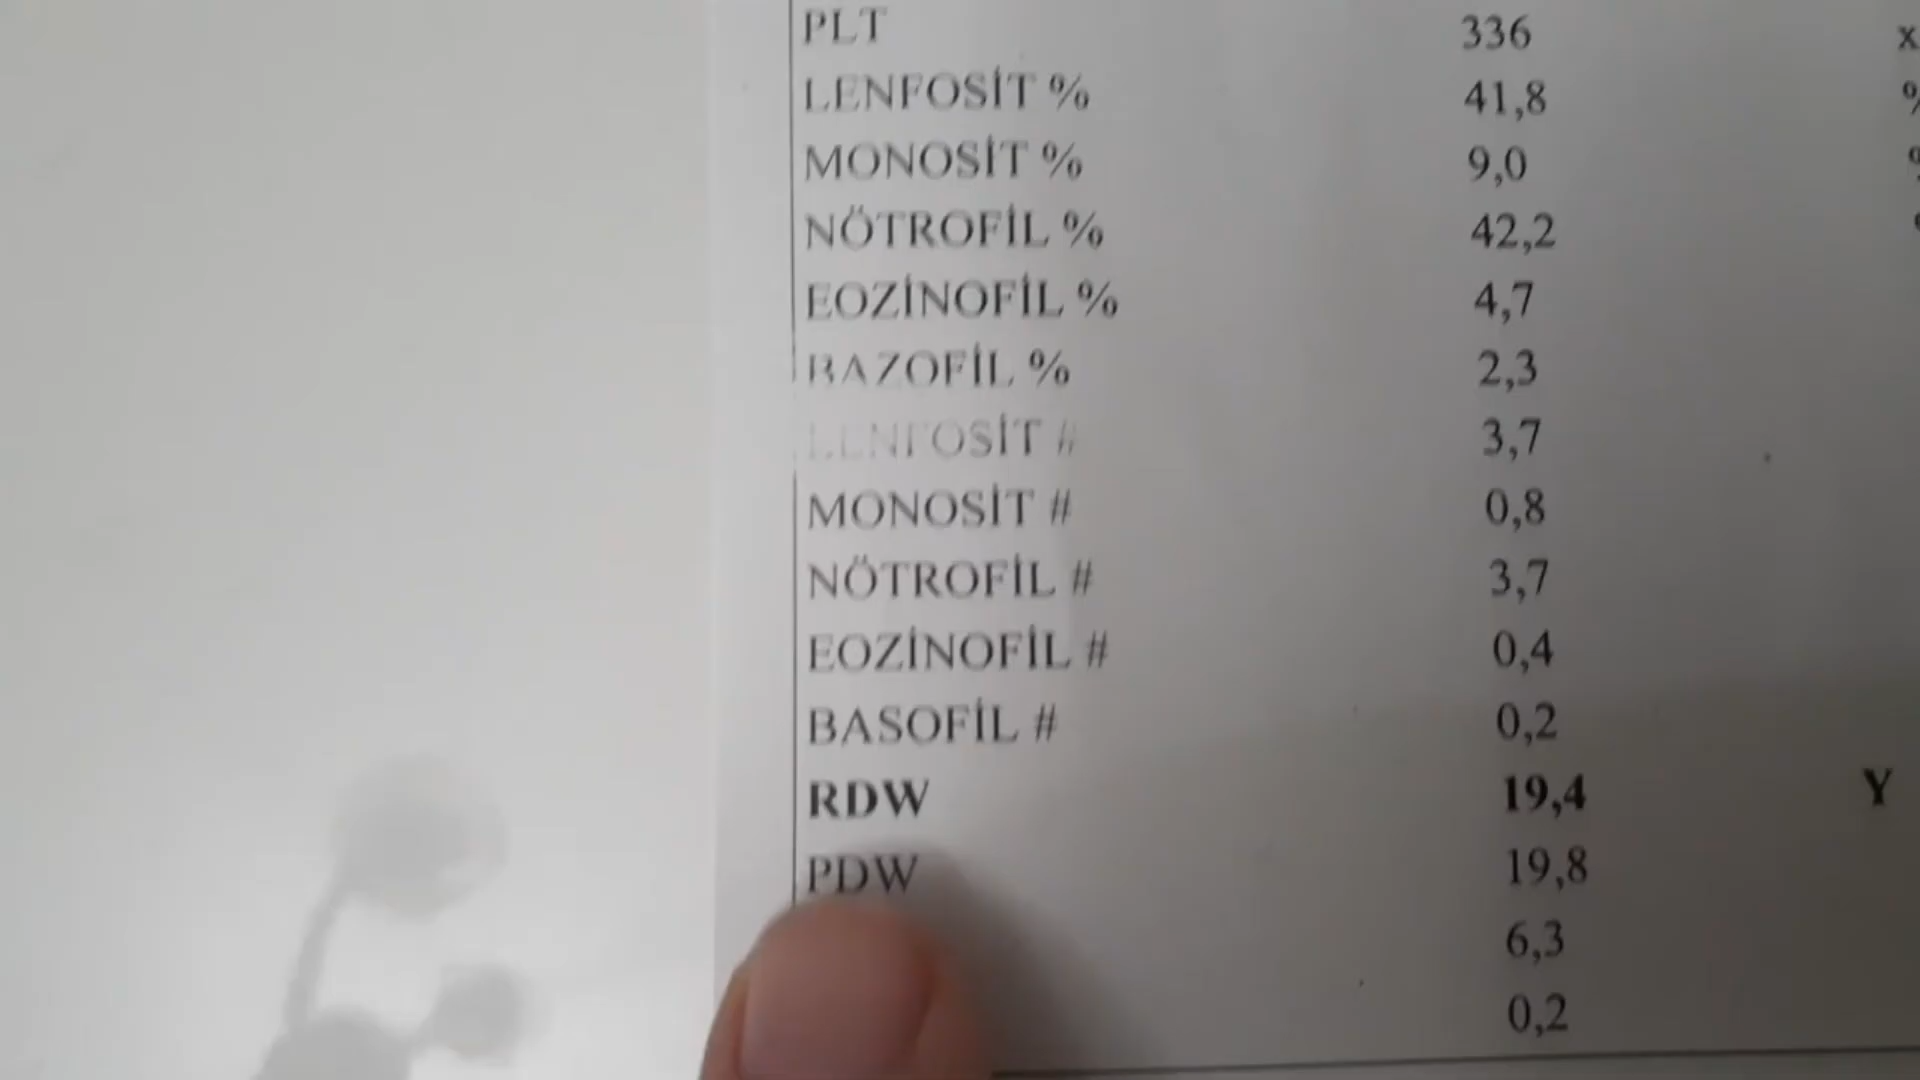 PLT 336 x
LENFOSİT % 41,8 %
MONOSİT % 9,0 %
NÖTROFİL % 42,2
EOZİNOFİL % 4,7
BAZOFİL % 2,3
LENFOSİT # 3,7
MONOSİT # 0,8
NÖTROFİL # 3,7
EOZİNOFİL # 0,4
BASOFİL # 0,2
RDW 19,4 Y
PDW 19,8
6,3
0,2